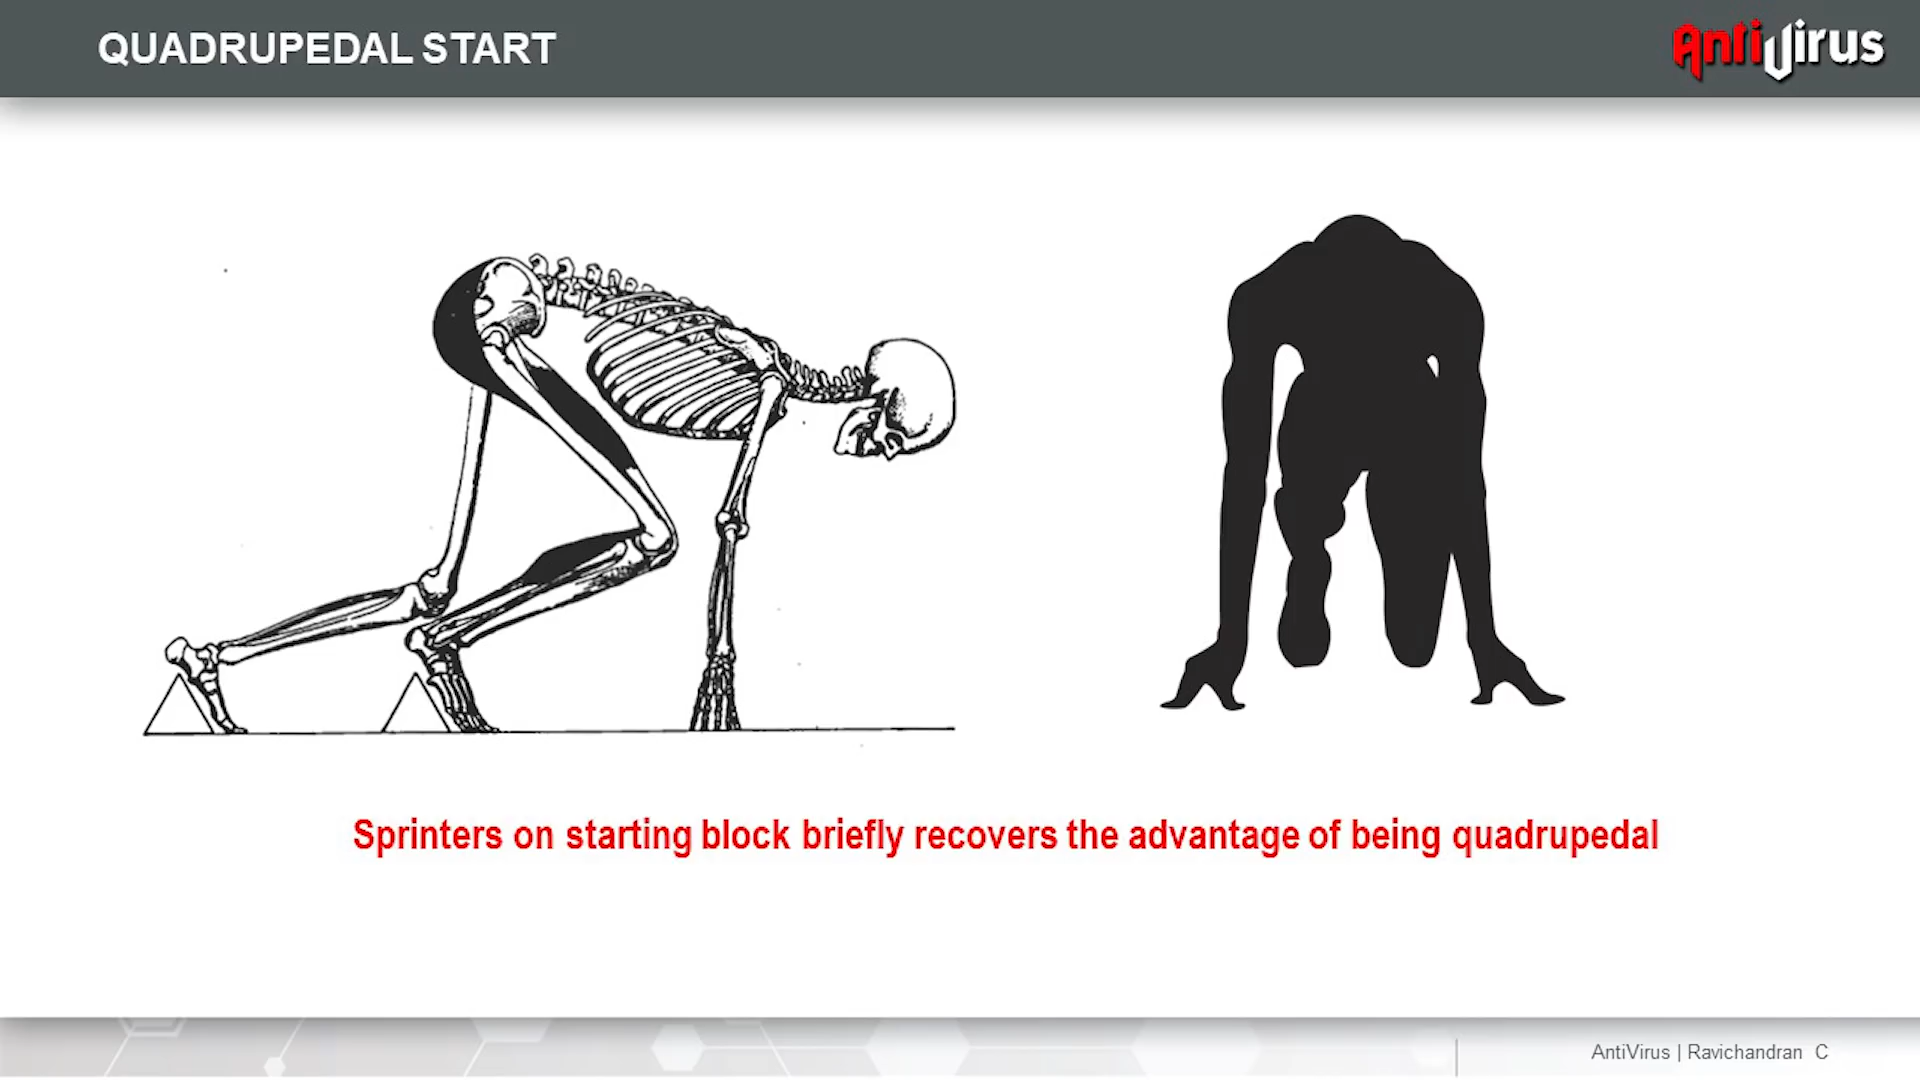 QUADRUPEDAL START
AntiVirus
Sprinters on starting block briefly recovers the advantage of being quadrupedal
AntiVirus | Ravichandran C